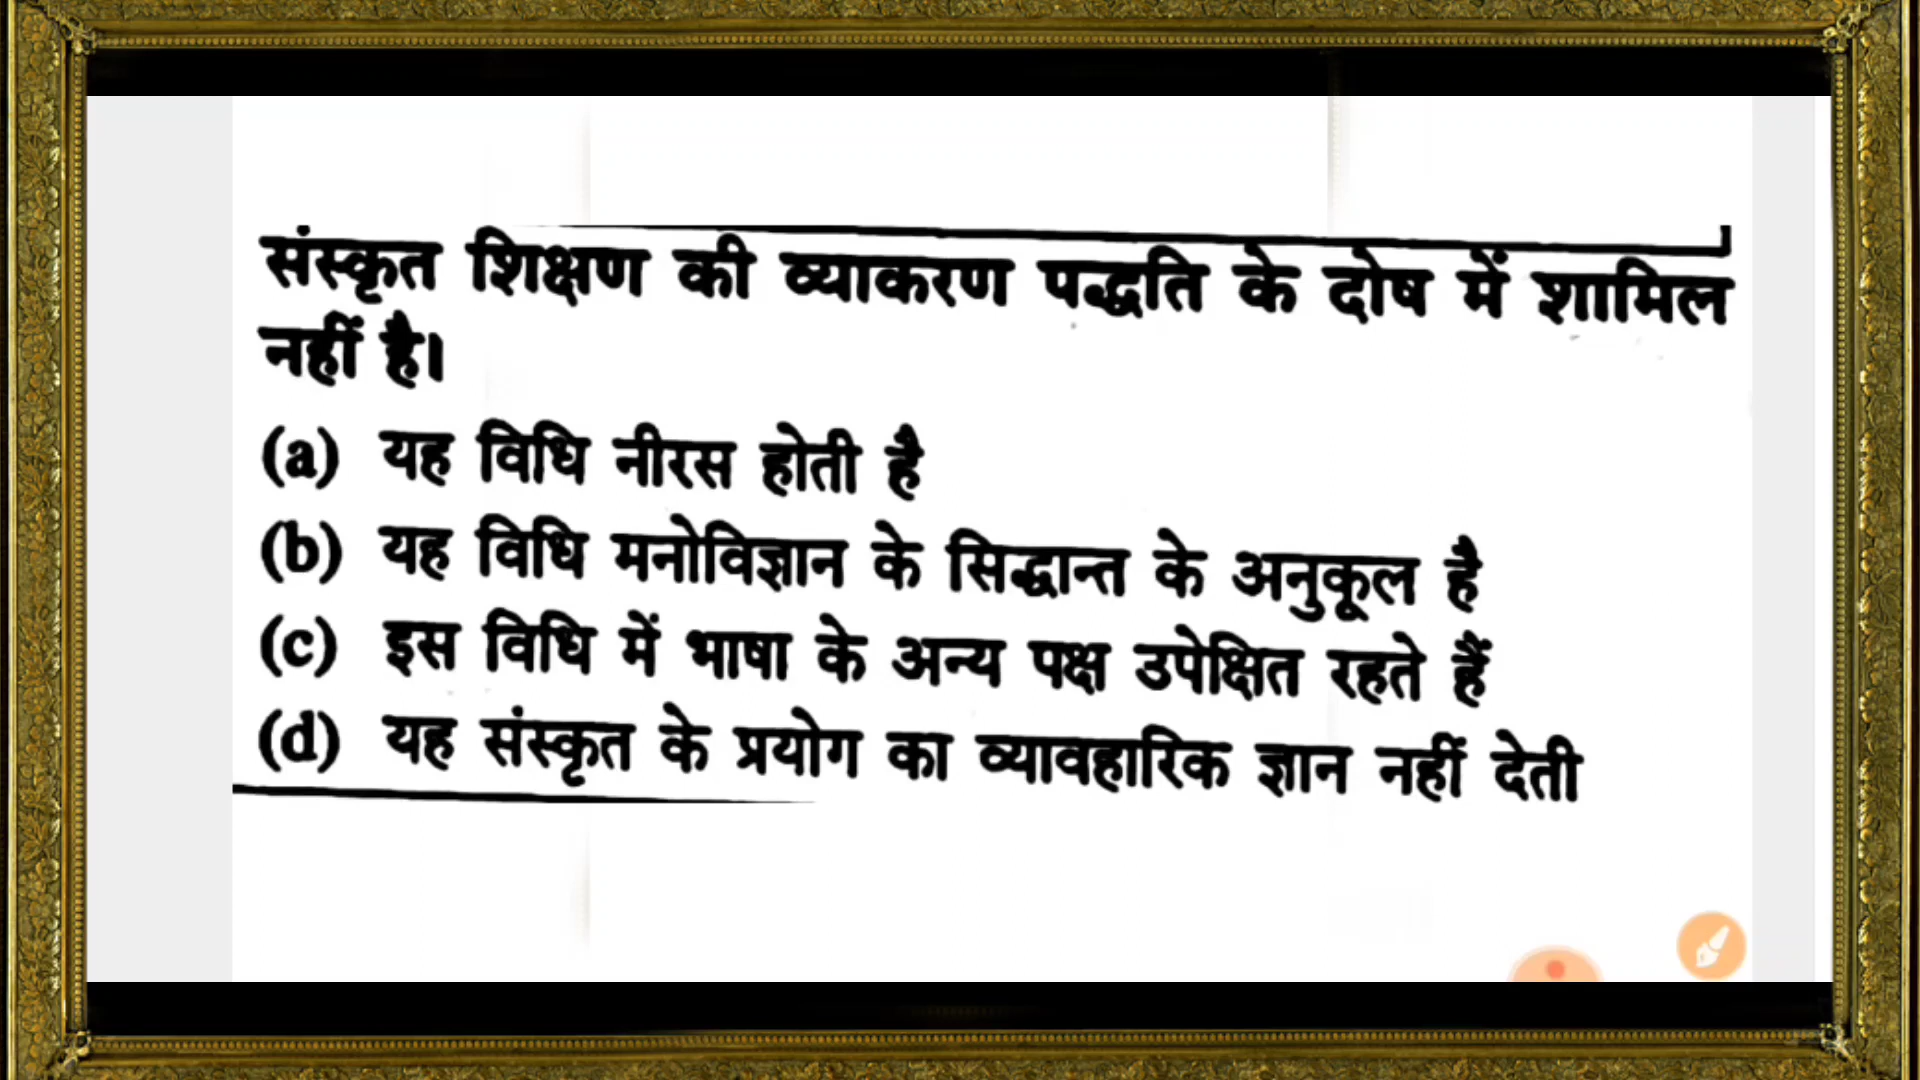 संस्कृत शिक्षण की व्याकरण पद्धति के दोष में शामिल
नहीं है।
(a) यह विधि नीरस होती है
(b) यह विधि मनोविज्ञान के सिद्धान्त के अनुकूल है
(c) इस विधि में भाषा के अन्य पक्ष उपेक्षित रहते हैं
(d) यह संस्कृत के प्रयोग का व्यावहारिक ज्ञान नहीं देती